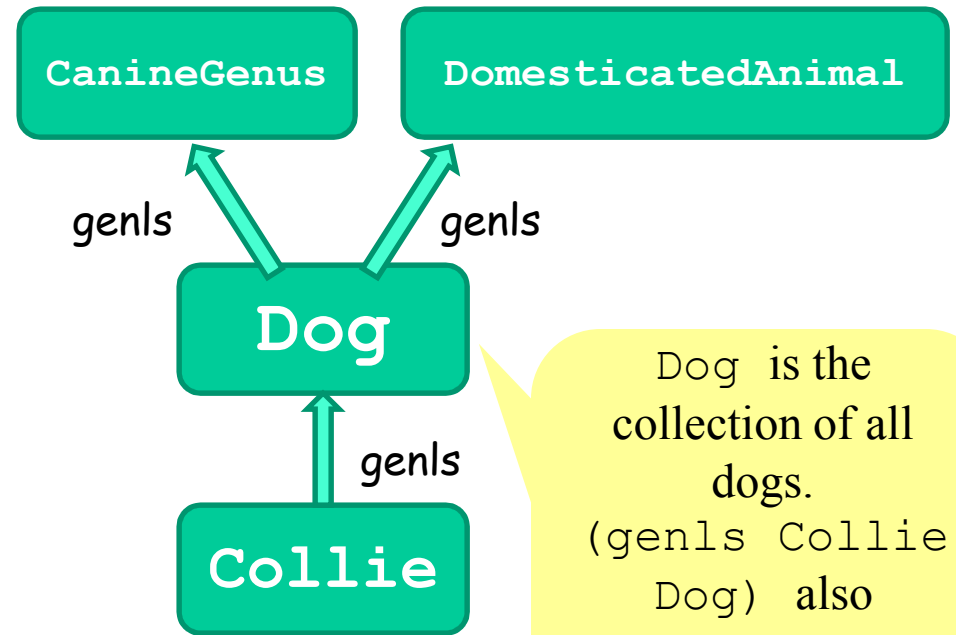 CanineGenus
DomesticatedAnimal
genls
genls
Dog
genls
Collie
Dog is the
collection of all
dogs.
(genls Collie
Dog) also